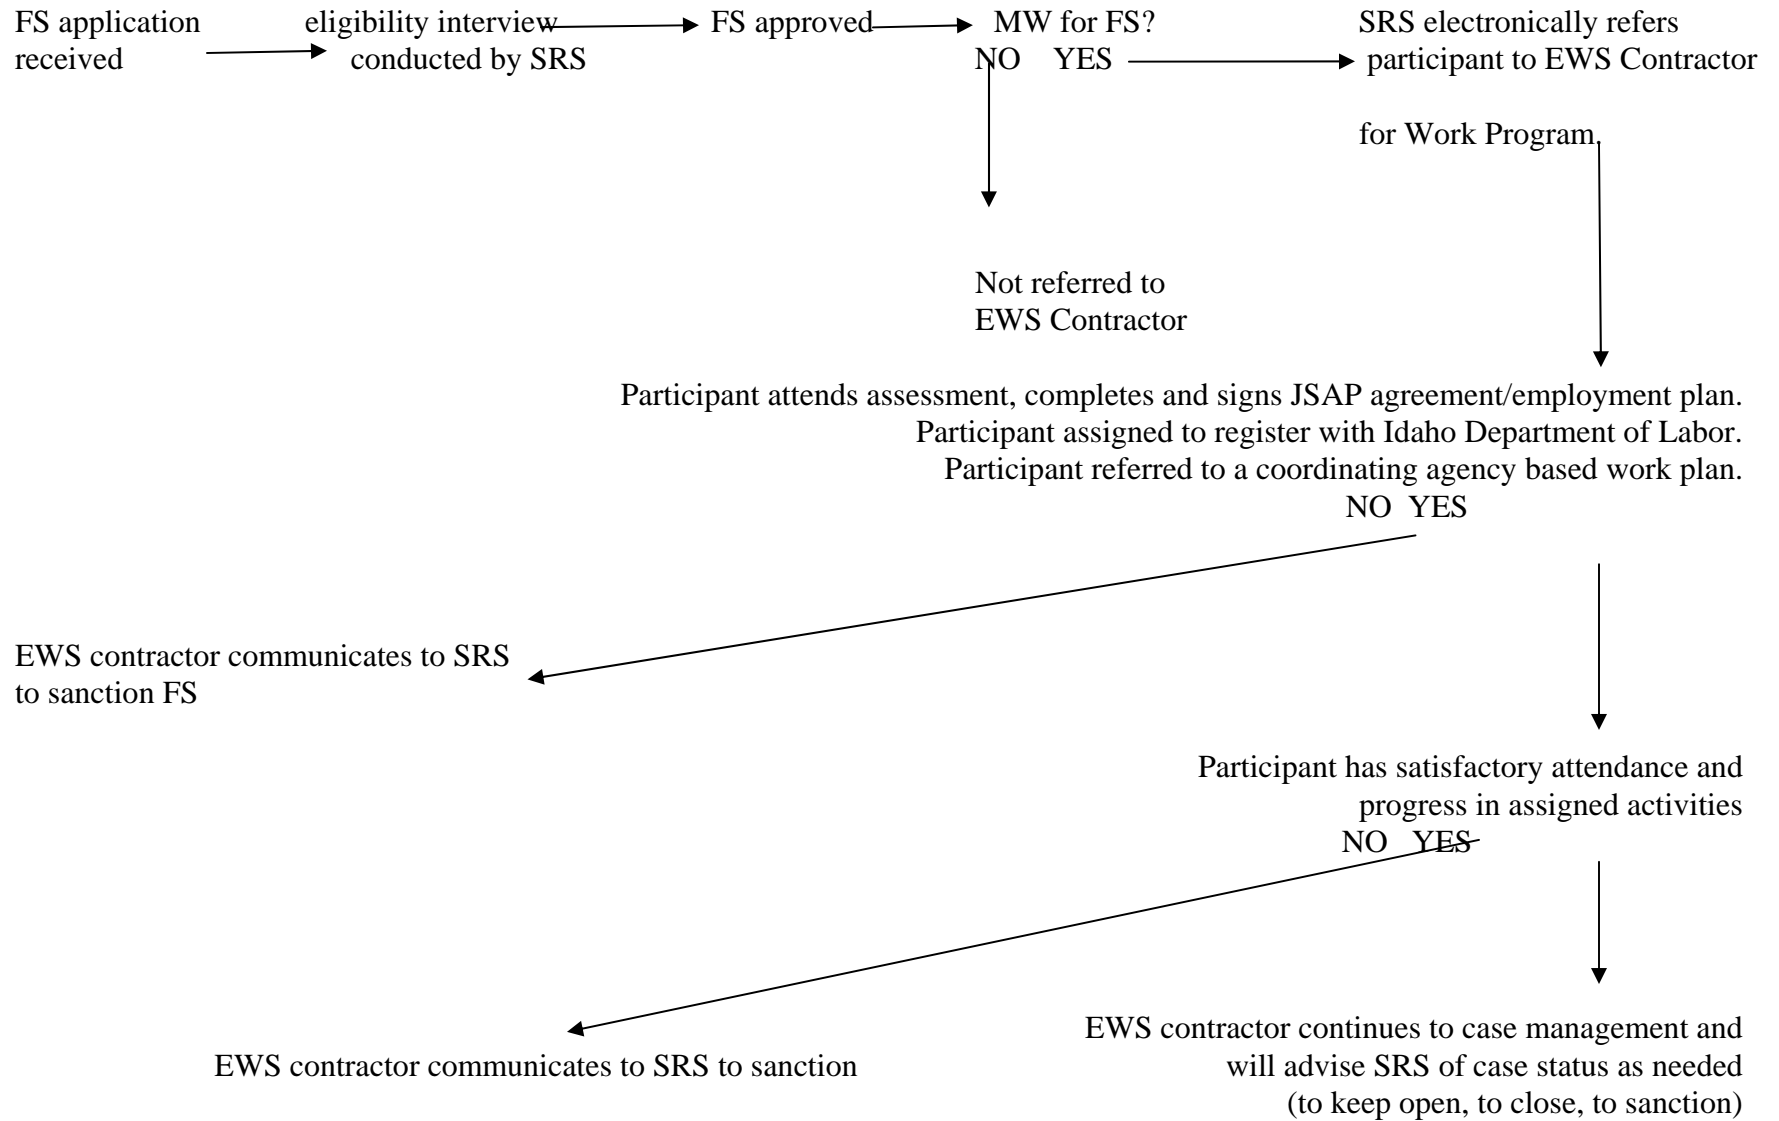 FS application
received
eligibility interview
conducted by SRS
FS approved
MW for FS?
NO YES
SRS electronically refers
participant to EWS Contractor
for Work Program.
Not referred to
EWS Contractor
Participant attends assessment, completes and signs JSAP agreement/employment plan.
Participant assigned to register with Idaho Department of Labor.
Participant referred to a coordinating agency based work plan.
NO YES
EWS contractor communicates to SRS
to sanction FS
Participant has satisfactory attendance and
progress in assigned activities
NO YES
EWS contractor communicates to SRS to sanction
EWS contractor continues to case management and
will advise SRS of case status as needed
(to keep open, to close, to sanction)